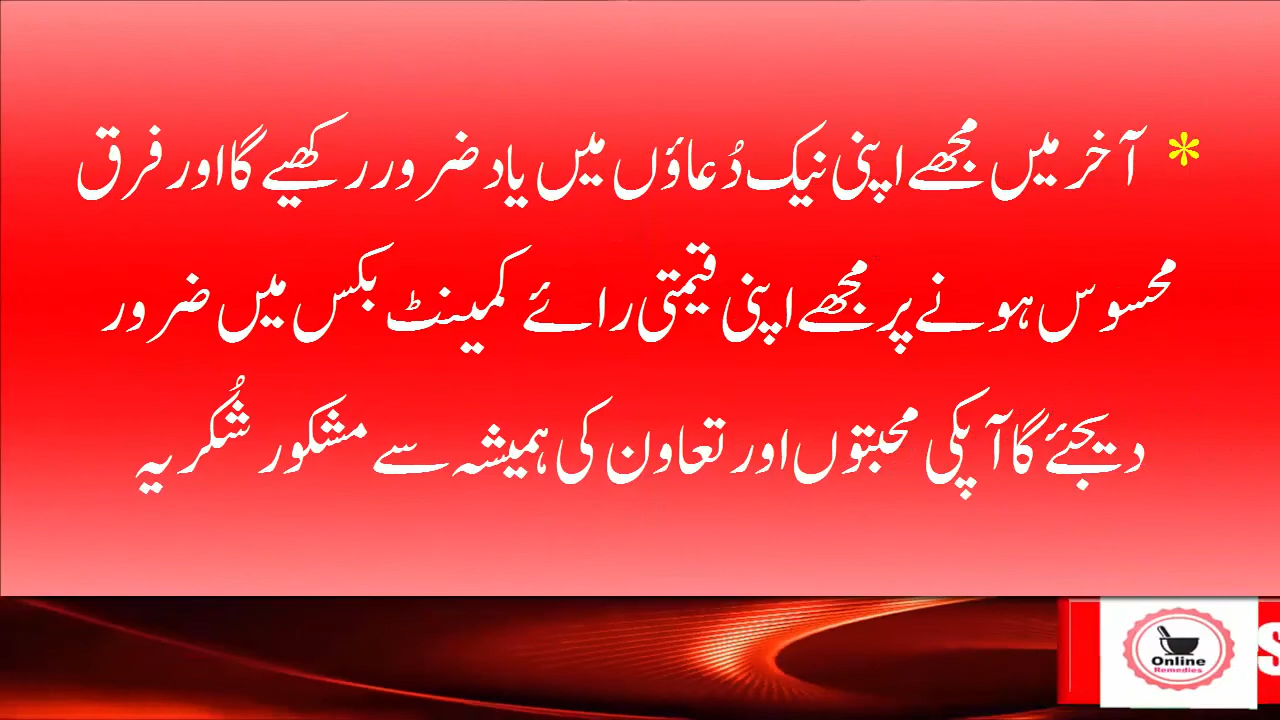 * آخر میں مجھے اپنی نیک دُعاؤں میں یاد ضرور رکھیے گا اور فرق
محسوس ہونے پر مجھے اپنی قیمتی رائے کمینٹ بکس میں ضرور
دیجئے گا آپکی محبتوں اور تعاون کی ہمیشہ سے مشکور شُکریہ
Online
Remedies
S